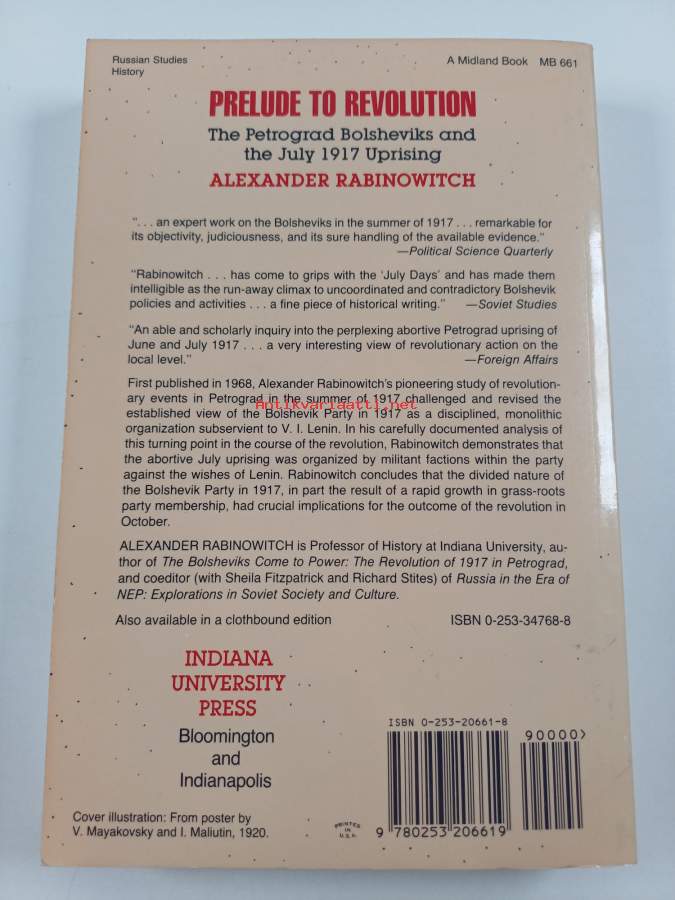 Russian Studies
History
A Midland Book MB 661
PRELUDE TO REVOLUTION
The Petrograd Bolsheviks and
the July 1917 Uprising
ALEXANDER RABINOWITCH
". . . an expert work on the Bolsheviks in the summer of 1917 . . . remarkable for
its objectivity, judiciousness, and its sure handling of the available evidence."
—Political Science Quarterly
"Rabinowitch . . . has come to grips with the 'July Days' and has made them
intelligible as the run-away climax to uncoordinated and contradictory Bolshevik
policies and activities . . . a fine piece of historical writing." —Soviet Studies
"An able and scholarly inquiry into the perplexing abortive Petrograd uprising of
June and July 1917 . . . a very interesting view of revolutionary action on the
local level." —Foreign Affairs
First published in 1968, Alexander Rabinowitch's pioneering study of revolution-
ary events in Petrograd in the summer of 1917 challenged and revised the
Antikvariaatti.net
established view of the Bolshevik Party in 1917 as a disciplined, monolithic
organization subservient to V. I. Lenin. In his carefully documented analysis of
this turning point in the course of the revolution, Rabinowitch demonstrates that
the abortive July uprising was organized by militant factions within the party
against the wishes of Lenin. Rabinowitch concludes that the divided nature of
the Bolshevik Party in 1917, in part the result of a rapid growth in grass-roots
party membership, had crucial implications for the outcome of the revolution in
October.
ALEXANDER RABINOWITCH is Professor of History at Indiana University, au-
thor of The Bolsheviks Come to Power: The Revolution of 1917 in Petrograd,
and coeditor (with Sheila Fitzpatrick and Richard Stites) of Russia in the Era of
NEP: Explorations in Soviet Society and Culture.
Also available in a clothbound edition ISBN 0-253-34768-8
INDIANA
UNIVERSITY
PRESS
Bloomington
and
Indianapolis
ISBN 0-253-20661-8
90000>
Cover illustration: From poster by
V. Mayakovsky and I. Maliutin, 1920.
PRINTED
IN
U.S.A.
9 780253 206619